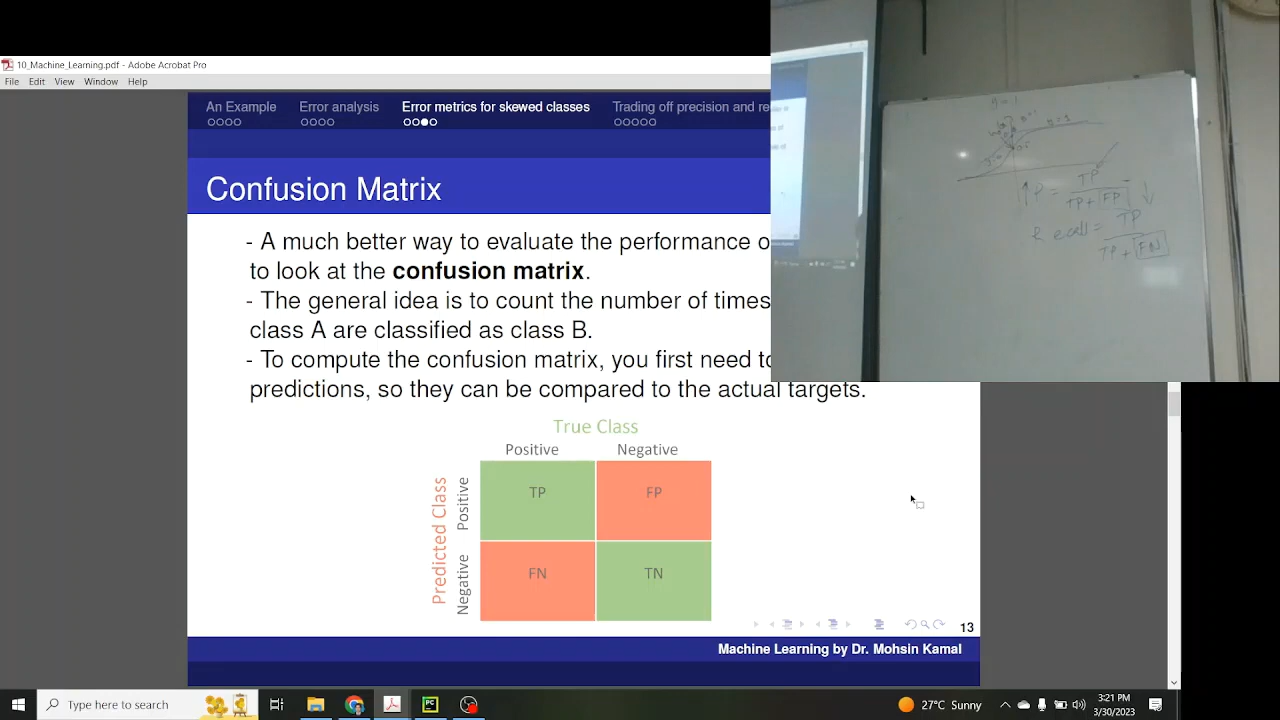 10_Machine_Learning.pdf - Adobe Acrobat Pro
File Edit View Window Help
An Example Error analysis Error metrics for skewed classes Trading off precision and re
Confusion Matrix
- A much better way to evaluate the performance o
to look at the confusion matrix.
- The general idea is to count the number of times
class A are classified as class B.
- To compute the confusion matrix, you first need to
predictions, so they can be compared to the actual targets.
True Class
Positive Negative
Predicted Class
Positive
TP FP
Negative
FN TN
13
Machine Learning by Dr. Mohsin Kamal
↑ P = TP
TP + FP
ecall = TP
TP + FN
Type here to search
27°C Sunny
3:21 PM
3/30/2023